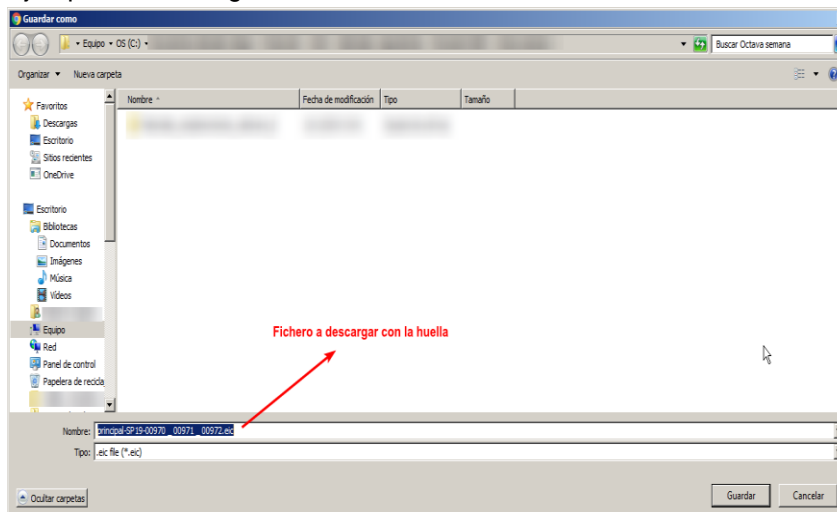 Guardar como
Equipo OS (C:) Buscar Octava semana
Organizar Nueva carpeta
Nombre Fecha de modificación Tipo Tamaño
Favoritos
Descargas
Escritorio
Sitios recientes
OneDrive
Escritorio
Bibliotecas
Documentos
Imágenes
Música
Vídeos
Equipo
Red
Panel de control
Papelera de recicla
Fichero a descargar con la huella
Nombre: principal-SP19-00970_00971_00972.eic
Tipo: .eic file (*.eic)
Ocultar carpetas Guardar Cancelar